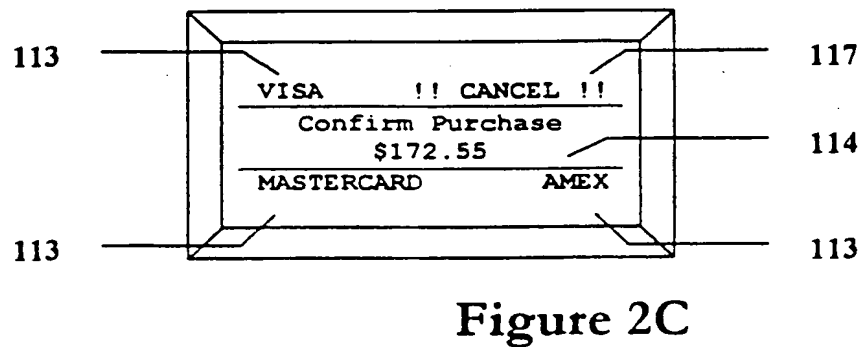 113 117
VISA !! CANCEL !!
Confirm Purchase
$172.55
114
MASTERCARD AMEX
113 113
Figure 2C